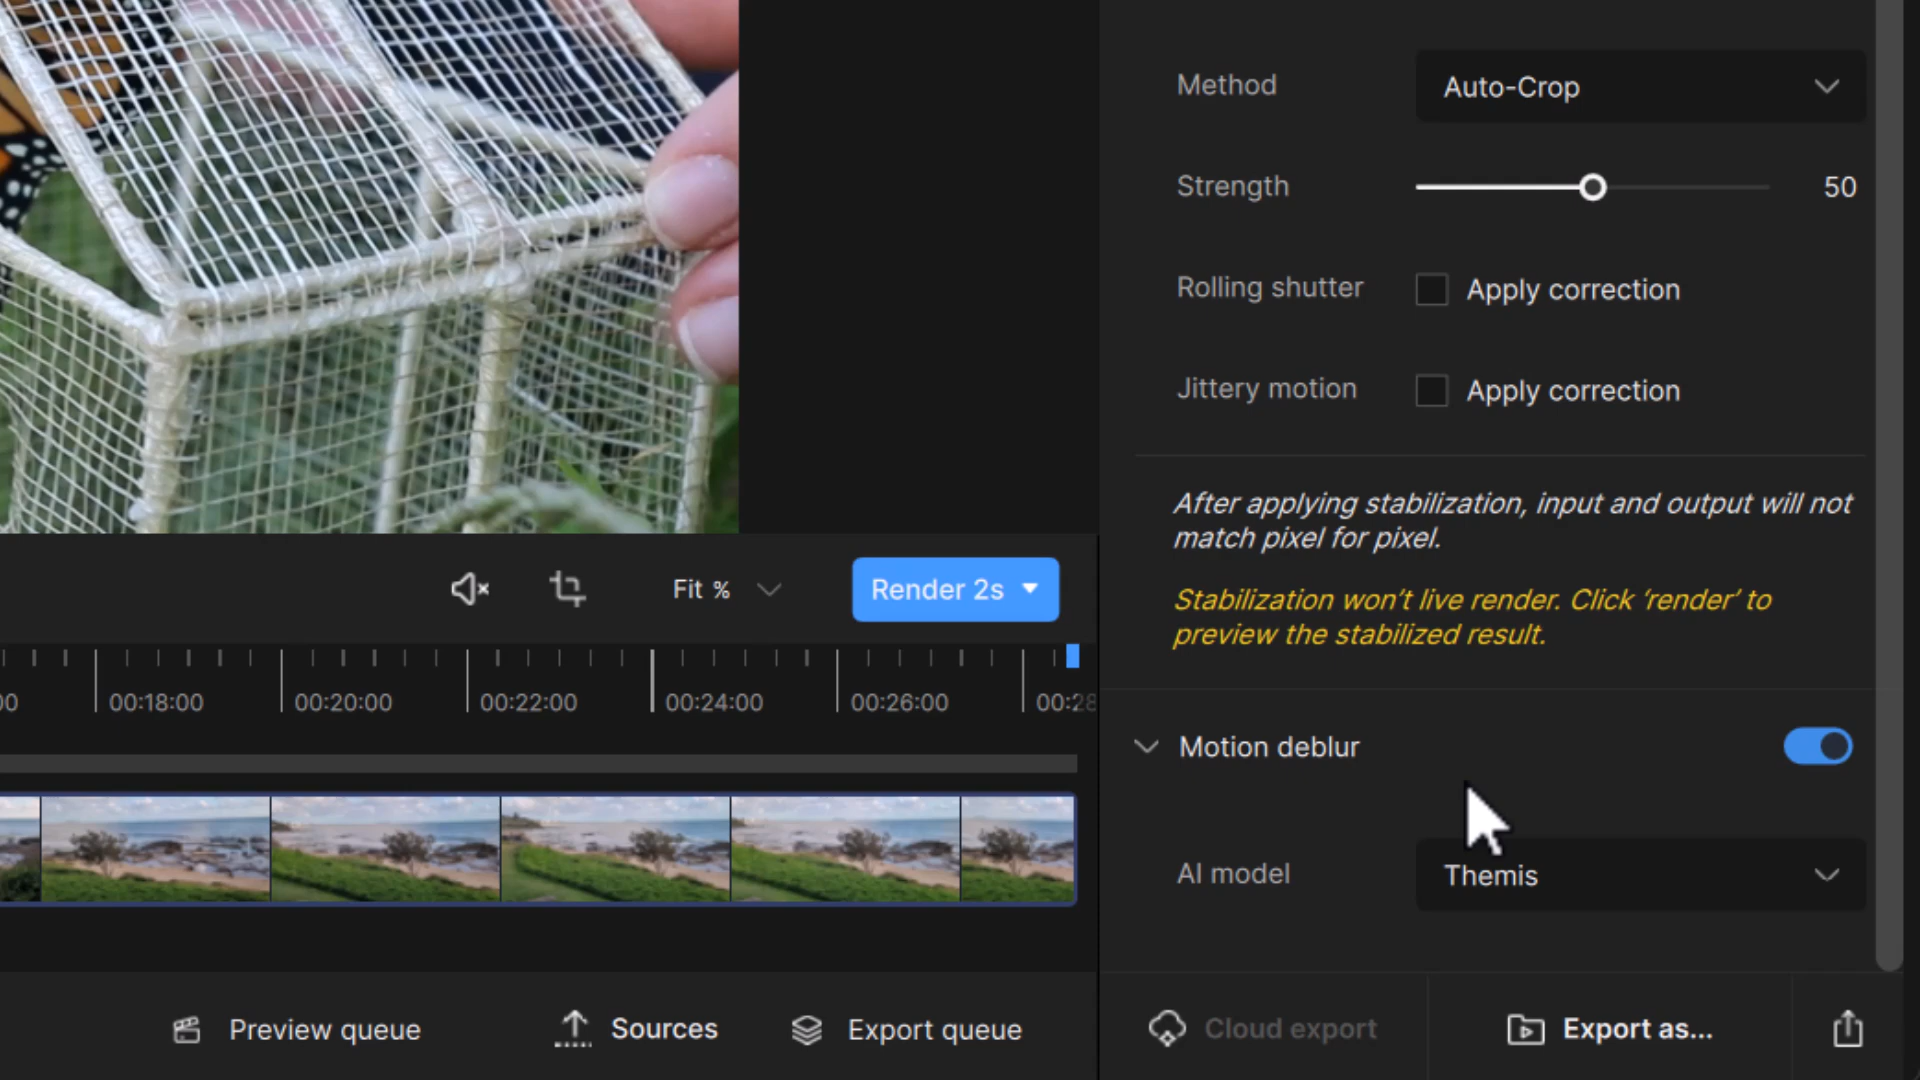 Method
Auto-Crop
Strength
50
Rolling shutter
Apply correction
Jittery motion
Apply correction
After applying stabilization, input and output will not
match pixel for pixel.
Stabilization won't live render. Click ‘render’ to
preview the stabilized result.
Fit %
Render 2s
00 00:18:00 00:20:00 00:22:00 00:24:00 00:26:00 00:28
Motion deblur
AI model
Themis
Preview queue
Sources
Export queue
Cloud export
Export as...